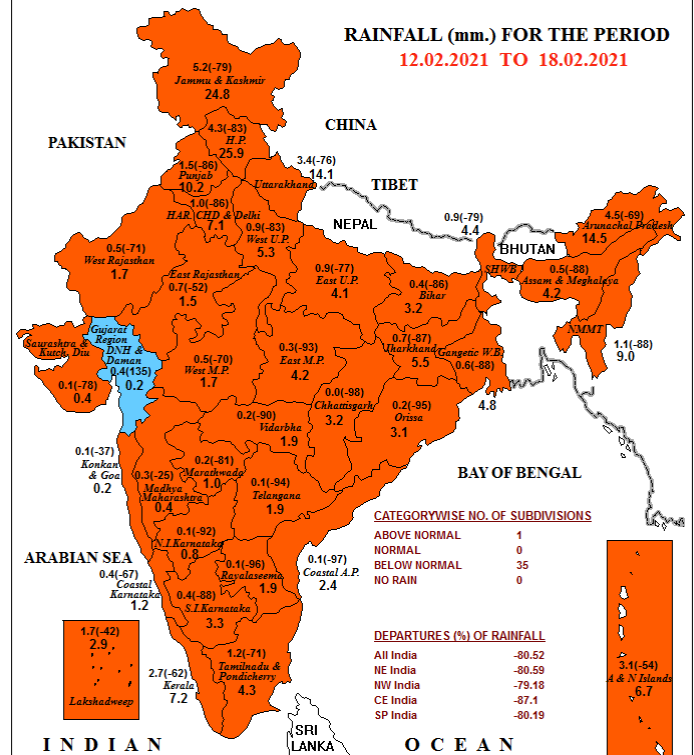 RAINFALL (mm.) FOR THE PERIOD
12.02.2021 TO 18.02.2021
5.2(-79)
Jammu & Kashmir
24.8
CHINA
4.3(-83)
H.P.
25.9
PAKISTAN
1.5(-86)
Punjab
10.2
3.4(-76)
14.1
Uttarakhand
TIBET
1.0(-86)
HAR. CHD & Delhi
7.1
NEPAL
0.9(-83)
West U.P.
5.3
0.9(-79)
4.4
4.5(-69)
Arunachal Pradesh
14.5
BHUTAN
0.5(-71)
West Rajasthan
1.7
East Rajasthan
0.7(-52)
1.5
0.9(-77)
East U.P.
4.1
0.4(-86)
Bihar
3.2
SHWB
0.5(-88)
Assam & Meghalaya
4.2
NMMT
1.1(-88)
9.0
Saurashtra &
Kutch, Diu
0.1(-78)
0.4
Gujarat
Region
DNH &
Daman
0.4(135)
0.2
0.5(-70)
West M.P.
1.7
0.3(-93)
East M.P.
4.2
0.7(-87)
Jharkhand
5.5
Gangetic W.B.
0.6(-88)
4.8
0.0(-98)
Chhattisgarh
3.2
0.2(-95)
Orissa
3.1
0.2(-90)
Vidarbha
1.9
0.1(-37)
Konkan
& Goa
0.2
0.3(-25)
Madhya
Maharashtra
0.4
0.2(-81)
Marathwada
1.0
0.1(-94)
Telangana
1.9
BAY OF BENGAL
CATEGORYWISE NO. OF SUBDIVISIONS
ABOVE NORMAL 1
NORMAL 0
BELOW NORMAL 35
NO RAIN 0
0.1(-92)
N.I.Karnataka
0.8
ARABIAN SEA
0.4(-67)
Coastal
Karnataka
1.2
0.1(-96)
Rayalaseema
1.9
0.1(-97)
Coastal A.P.
2.4
0.4(-88)
S.I.Karnataka
3.3
1.7(-42)
2.9
Lakshadweep
2.7(-62)
Kerala
7.2
1.2(-71)
Tamilnadu &
Pondicherry
4.3
DEPARTURES (%) OF RAINFALL
All India -80.52
NE India -80.59
NW India -79.18
CE India -87.1
SP India -80.19
3.1(-54)
A & N Islands
6.7
SRI
LANKA
INDIAN OCEAN